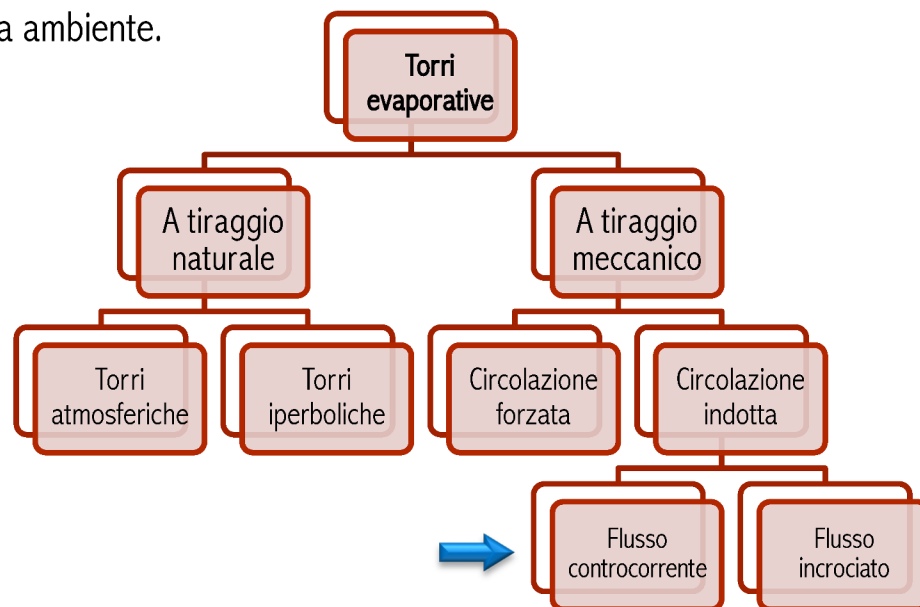 a ambiente.
Torri
evaporative
A tiraggio
naturale
A tiraggio
meccanico
Torri
atmosferiche
Torri
iperboliche
Circolazione
forzata
Circolazione
indotta
Flusso
controcorrente
Flusso
incrociato